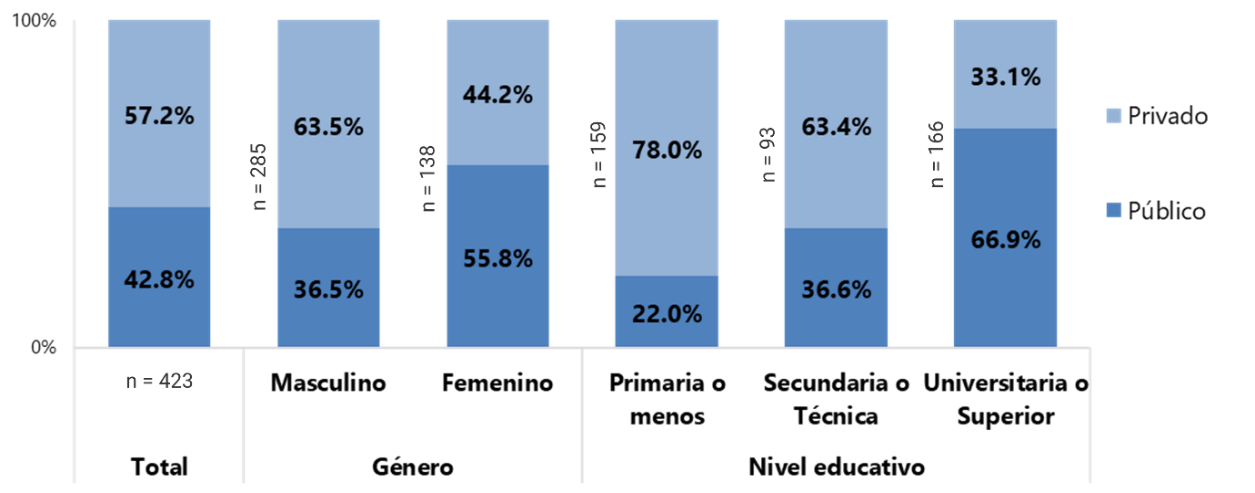 100%
57.2%
63.5%
44.2%
78.0%
63.4%
33.1%
Privado
Público
n = 285
n = 138
n = 159
n = 93
n = 166
42.8%
36.5%
55.8%
22.0%
36.6%
66.9%
0%
n = 423
Masculino
Femenino
Primaria o
menos
Secundaria o
Técnica
Universitaria o
Superior
Total
Género
Nivel educativo